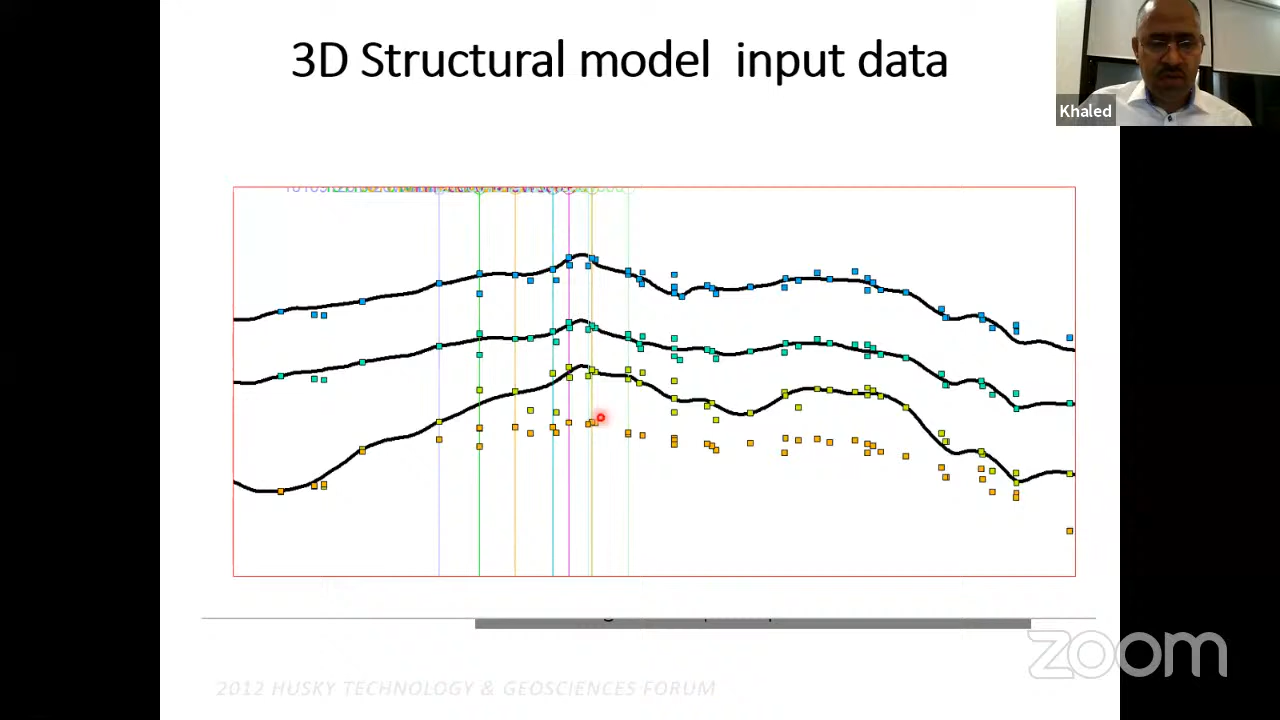 3D Structural model input data
Khaled
zoom
2012 HUSKY TECHNOLOGY & GEOSCIENCES FORUM